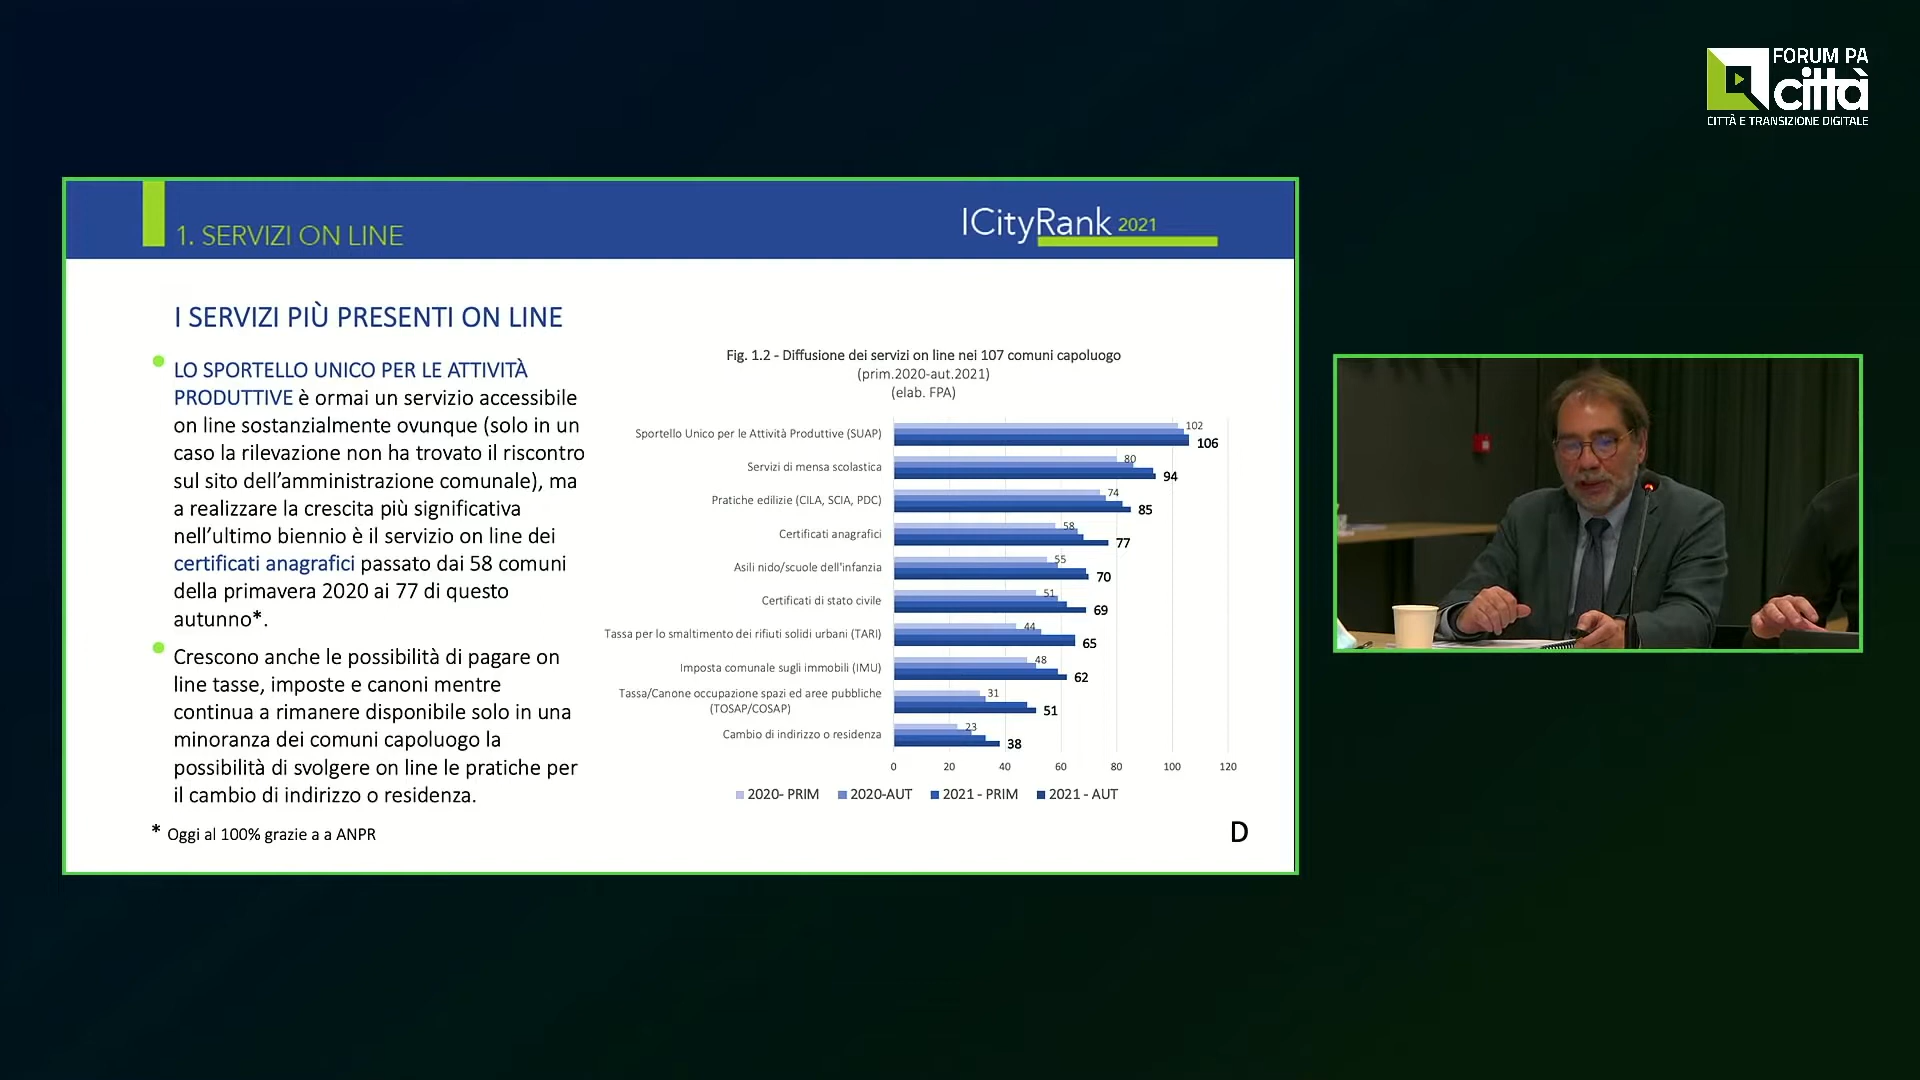 FORUM PA
città
CITTÀ E TRANSIZIONE DIGITALE
1. SERVIZI ON LINE
ICityRank 2021
I SERVIZI PIÙ PRESENTI ON LINE
LO SPORTELLO UNICO PER LE ATTIVITÀ
PRODUTTIVE è ormai un servizio accessibile
on line sostanzialmente ovunque (solo in un
caso la rilevazione non ha trovato il riscontro
sul sito dell'amministrazione comunale), ma
a realizzare la crescita più significativa
nell'ultimo biennio è il servizio on line dei
certificati anagrafici passato dai 58 comuni
della primavera 2020 ai 77 di questo
autunno*.
Crescono anche le possibilità di pagare on
line tasse, imposte e canoni mentre
continua a rimanere disponibile solo in una
minoranza dei comuni capoluogo la
possibilità di svolgere on line le pratiche per
il cambio di indirizzo o residenza.
* Oggi al 100% grazie a a ANPR
Fig. 1.2 - Diffusione dei servizi on line nei 107 comuni capoluogo
(prim.2020-aut.2021)
(elab. FPA)
Sportello Unico per le Attività Produttive (SUAP) 102 106
Servizi di mensa scolastica 80 94
Pratiche edilizie (CILA, SCIA, PDC) 74 85
Certificati anagrafici 58 77
Asili nido/scuole dell'infanzia 55 70
Certificati di stato civile 51 69
Tassa per lo smaltimento dei rifiuti solidi urbani (TARI) 44 65
Imposta comunale sugli immobili (IMU) 48 62
Tassa/Canone occupazione spazi ed aree pubbliche
(TOSAP/COSAP) 31 51
Cambio di indirizzo o residenza 23 38
0 20 40 60 80 100 120
2020- PRIM 2020-AUT 2021 - PRIM 2021 - AUT
D